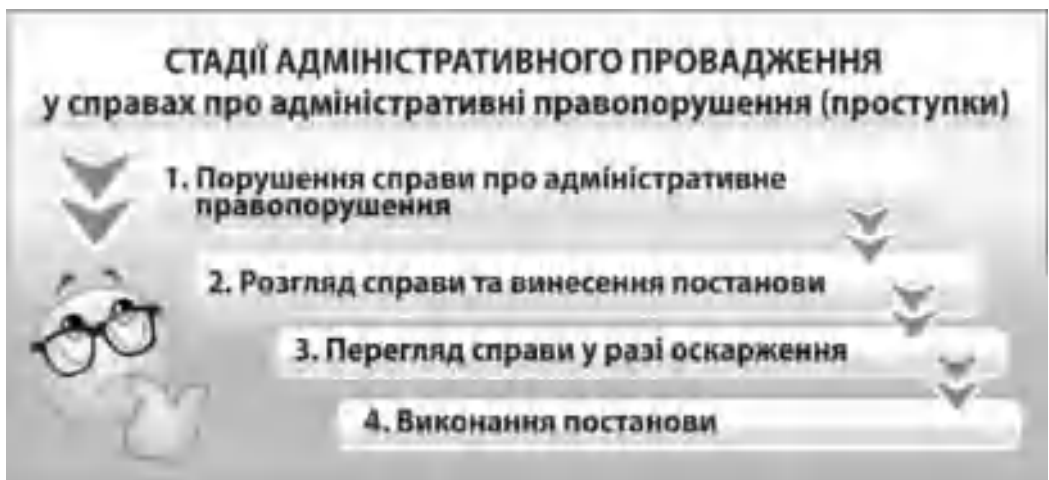 СТАДІЇ АДМІНІСТРАТИВНОГО ПРОВАДЖЕННЯ
у справах про адміністративні правопорушення (проступки)
1. Порушення справи про адміністративне
правопорушення
2. Розгляд справи та винесення постанови
3. Перегляд справи у разі оскарження
4. Виконання постанови